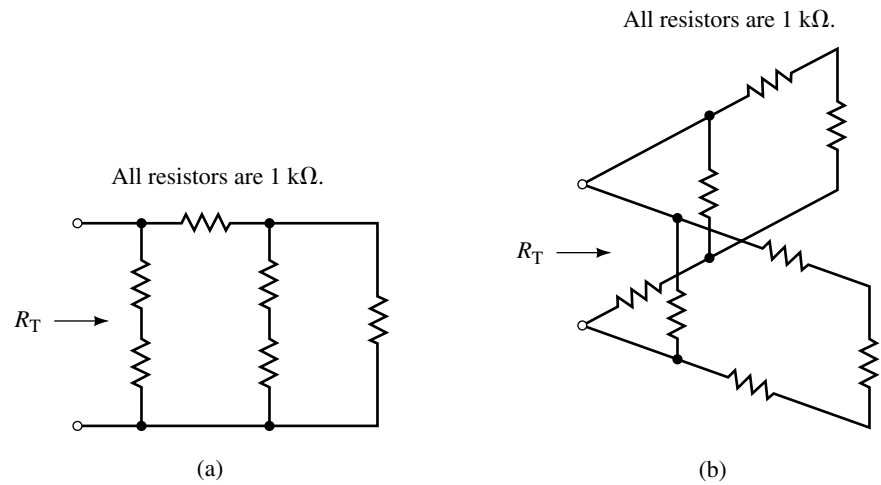 All resistors are 1 kΩ.
R_T
(a)
All resistors are 1 kΩ.
R_T
(b)